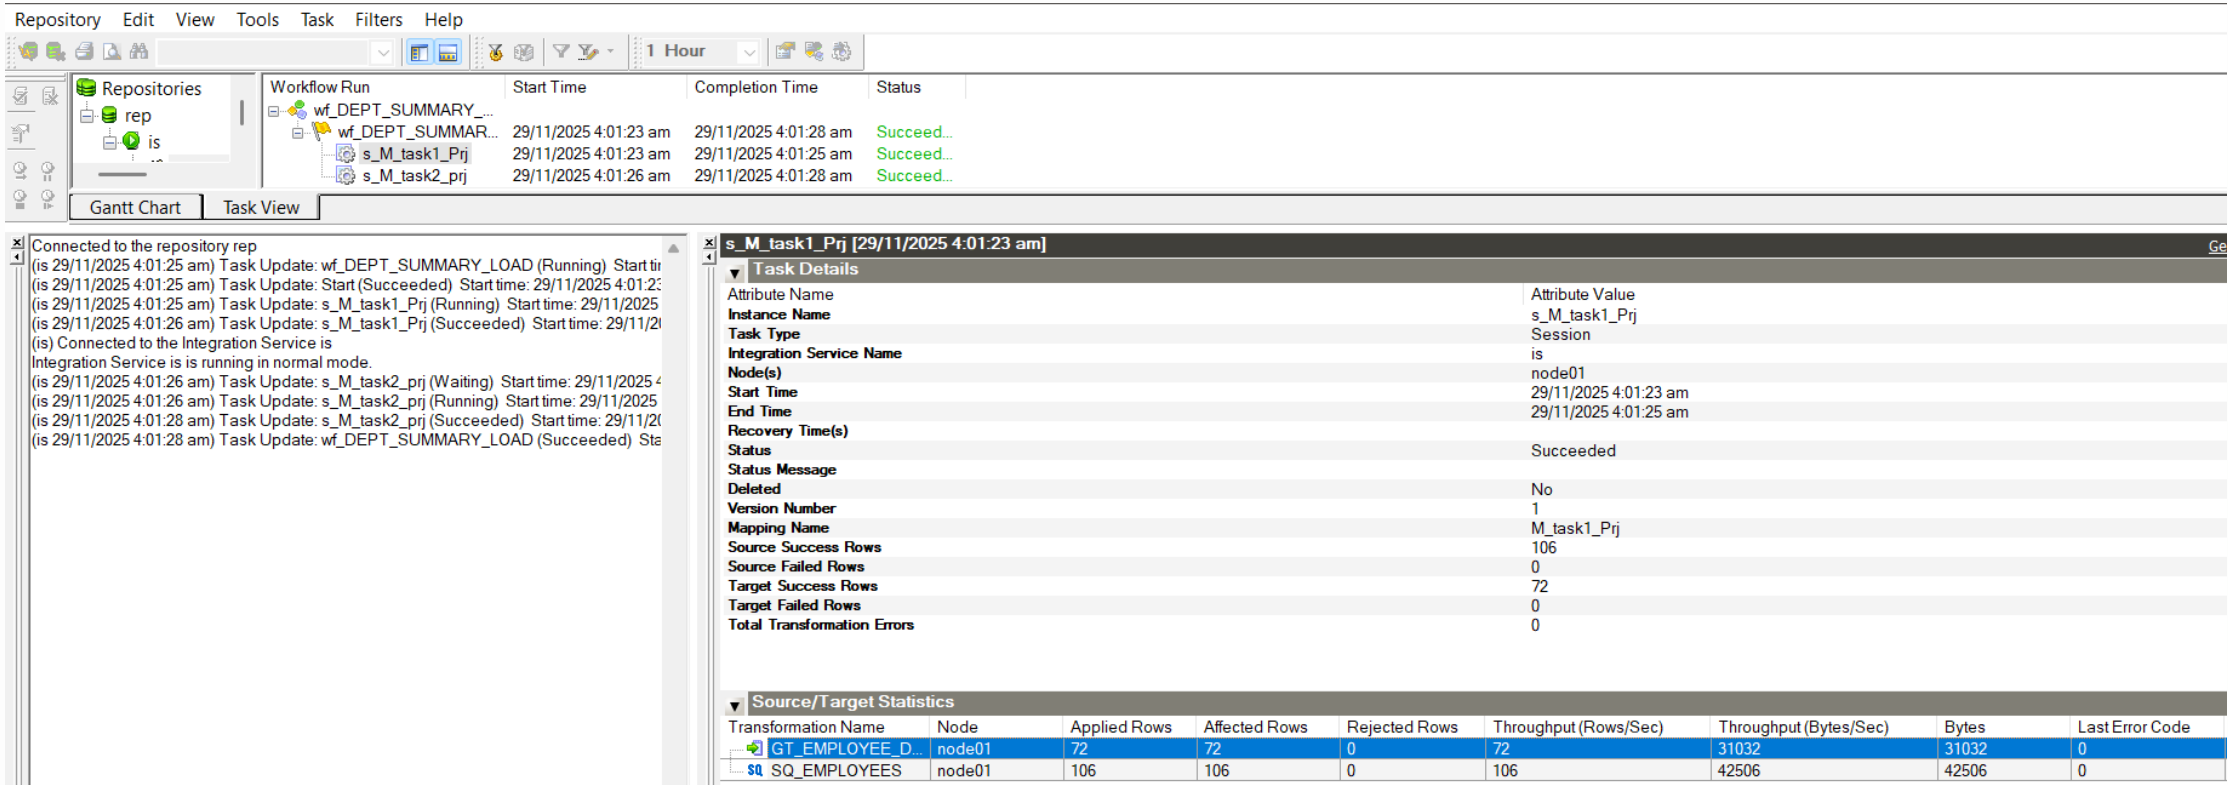 Repository Edit View Tools Task Filters Help
1 Hour
Repositories
rep
is
Workflow Run Start Time Completion Time Status
wf_DEPT_SUMMARY_...
wf_DEPT_SUMMAR... 29/11/2025 4:01:23 am 29/11/2025 4:01:28 am Succeed...
s_M_task1_Prj 29/11/2025 4:01:23 am 29/11/2025 4:01:25 am Succeed...
s_M_task2_prj 29/11/2025 4:01:26 am 29/11/2025 4:01:28 am Succeed...
Gantt Chart Task View
Connected to the repository rep
(is 29/11/2025 4:01:25 am) Task Update: wf_DEPT_SUMMARY_LOAD (Running) Start
(is 29/11/2025 4:01:25 am) Task Update: Start (Succeeded) Start time: 29/11/2025 4:01:23
(is 29/11/2025 4:01:25 am) Task Update: s_M_task1_Prj (Running) Start time: 29/11/2025
(is 29/11/2025 4:01:26 am) Task Update: s_M_task1_Prj (Succeeded) Start time: 29/11/20
(is) Connected to the Integration Service is
Integration Service is is running in normal mode.
(is 29/11/2025 4:01:26 am) Task Update: s_M_task2_prj (Waiting) Start time: 29/11/2025 4
(is 29/11/2025 4:01:26 am) Task Update: s_M_task2_prj (Running) Start time: 29/11/2025
(is 29/11/2025 4:01:28 am) Task Update: s_M_task2_prj (Succeeded) Start time: 29/11/20
(is 29/11/2025 4:01:28 am) Task Update: wf_DEPT_SUMMARY_LOAD (Succeeded) Sta
s_M_task1_Prj [29/11/2025 4:01:23 am] Ge
Task Details
Attribute Name Attribute Value
Instance Name s_M_task1_Prj
Task Type Session
Integration Service Name is
Node(s) node01
Start Time 29/11/2025 4:01:23 am
End Time 29/11/2025 4:01:25 am
Recovery Time(s)
Status Succeeded
Status Message
Deleted No
Version Number 1
Mapping Name M_task1_Prj
Source Success Rows 106
Source Failed Rows 0
Target Success Rows 72
Target Failed Rows 0
Total Transformation Errors 0
Source/Target Statistics
Transformation Name Node Applied Rows Affected Rows Rejected Rows Throughput (Rows/Sec) Throughput (Bytes/Sec) Bytes Last Error Code
GT_EMPLOYEE_D... node01 72 72 0 72 31032 31032 0
SQ SQ_EMPLOYEES node01 106 106 0 106 42506 42506 0